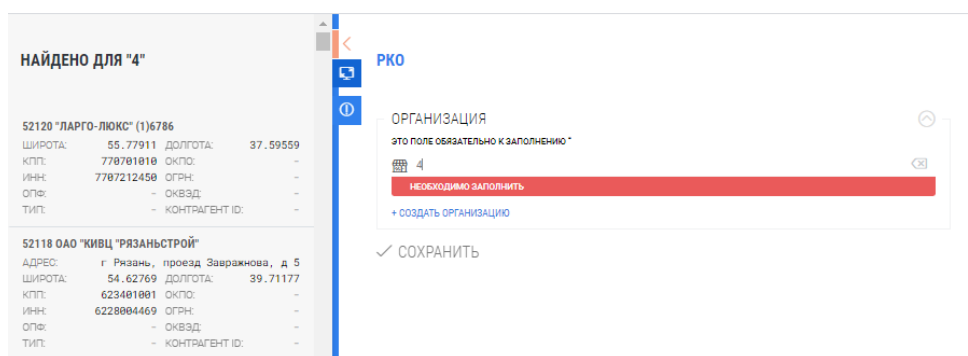 НАЙДЕНО ДЛЯ "4"
52120 "ЛАРГО-ЛЮКС" (1)6786
ШИРОТА: 55.77911 ДОЛГОТА: 37.59559
КПП: 770701010 ОКПО: –
ИНН: 7707212450 ОГРН: –
ОПФ: – ОКВЭД: –
ТИП: – КОНТРАГЕНТ ID: –
52118 ОАО "КИВЦ "РЯЗАНЬСТРОЙ"
АДРЕС: г Рязань, проезд Завражнова, д 5
ШИРОТА: 54.62769 ДОЛГОТА: 39.71177
КПП: 623401001 ОКПО: –
ИНН: 6228004469 ОГРН: –
ОПФ: – ОКВЭД: –
ТИП: – КОНТРАГЕНТ ID: –
РКО
ОРГАНИЗАЦИЯ
ЭТО ПОЛЕ ОБЯЗАТЕЛЬНО К ЗАПОЛНЕНИЮ *
4
НЕОБХОДИМО ЗАПОЛНИТЬ
+ СОЗДАТЬ ОРГАНИЗАЦИЮ
СОХРАНИТЬ